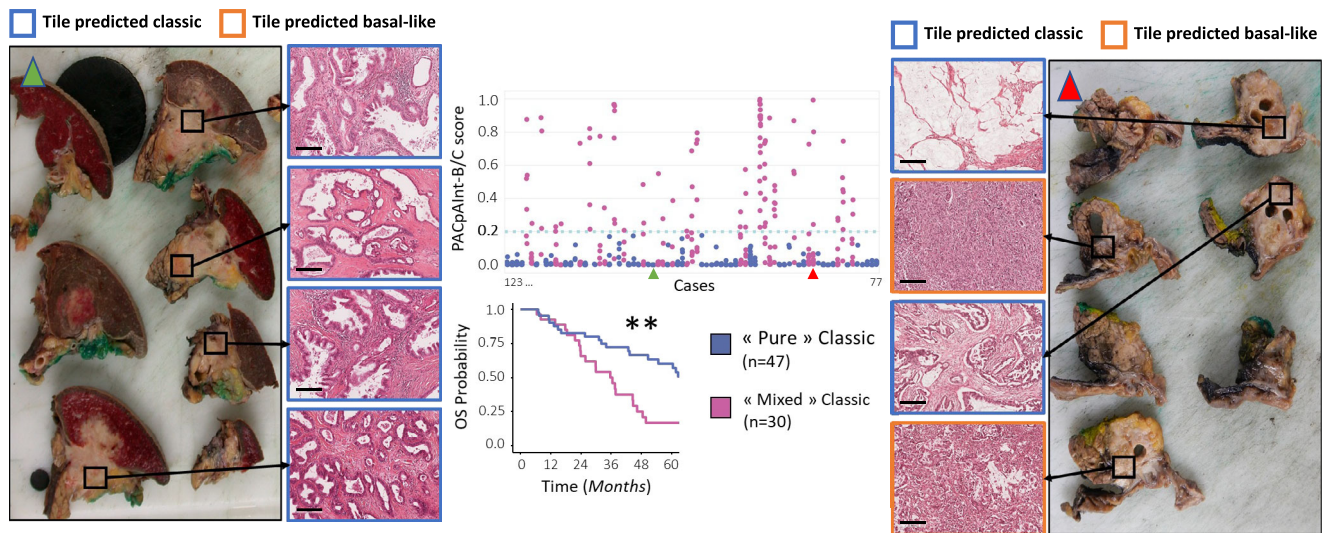 Tile predicted classic
Tile predicted basal-like
Tile predicted classic
Tile predicted basal-like
PACpAInt-B/C score
1.0
0.8
0.6
0.4
0.2
0.0
123 ...
Cases
77
OS Probability
1.0
0.75
0.50
0.25
0.0
0
12
24
36
48
60
Time (Months)
**
« Pure » Classic
(n=47)
« Mixed » Classic
(n=30)